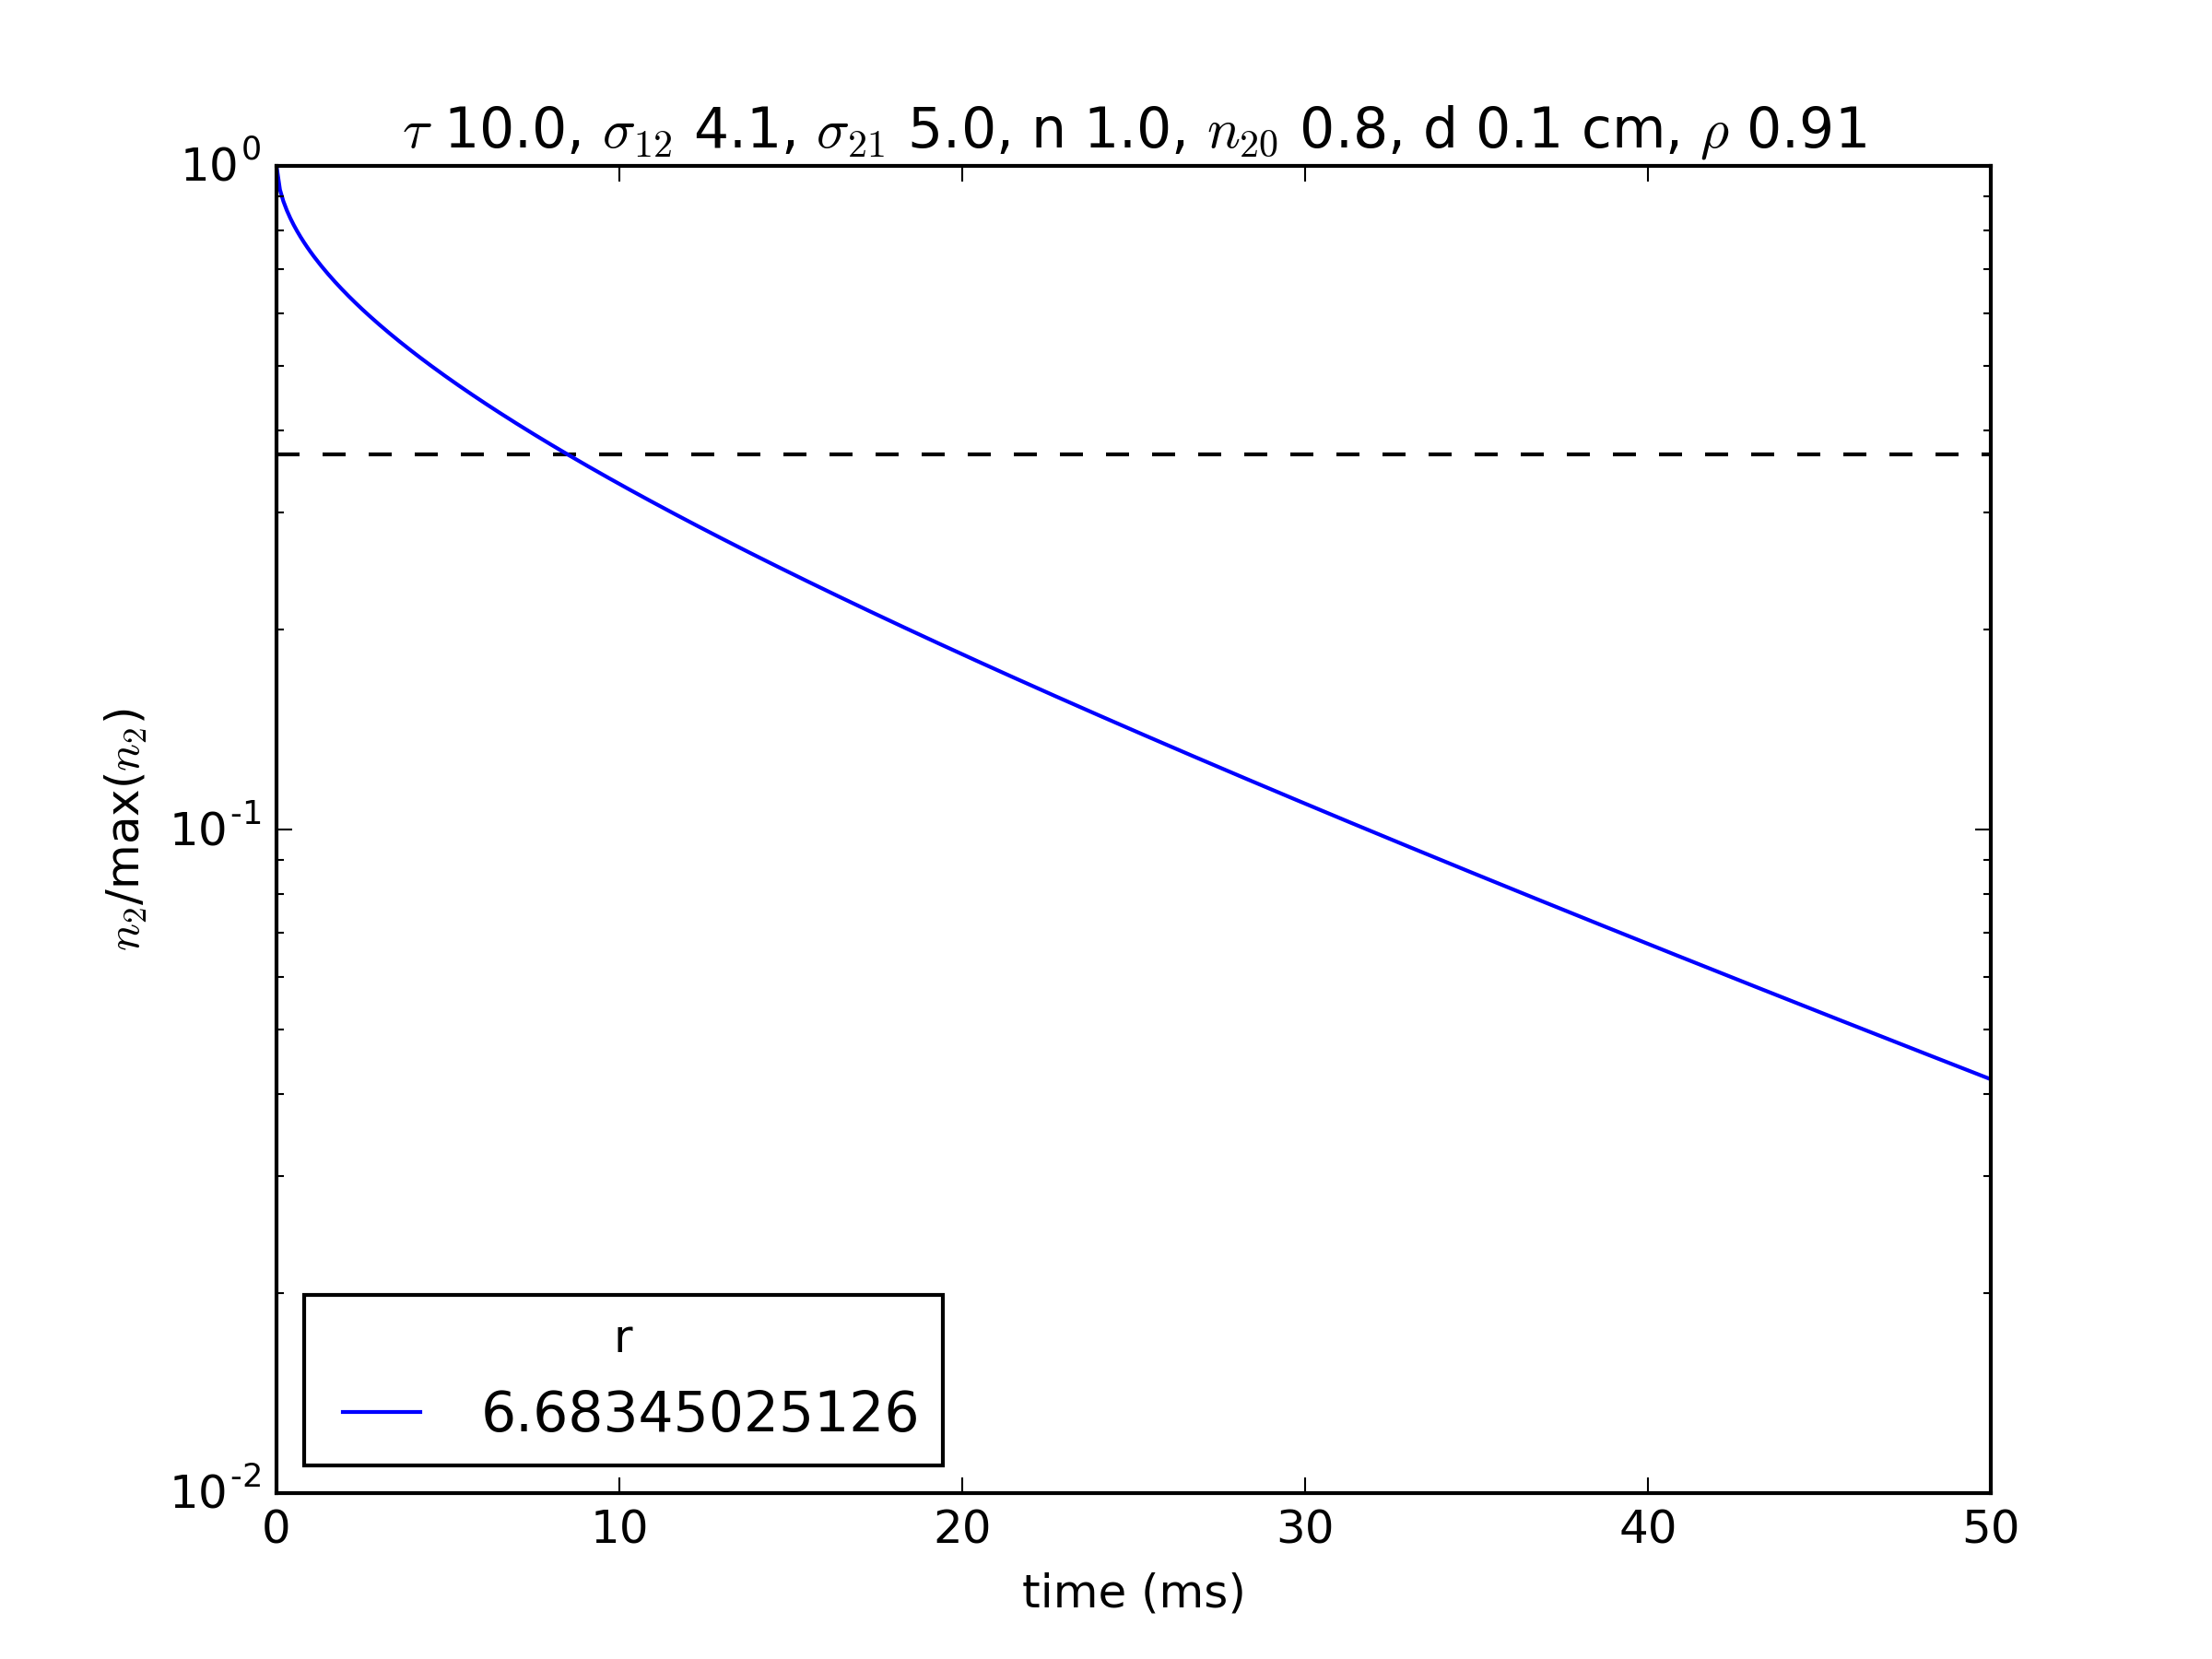 τ 10.0, σ₁₂ 4.1, σ₂₁ 5.0, n 1.0, n₂₀ 0.8, d 0.1 cm, ρ 0.91
10⁰
10⁻¹
10⁻²
n₂/max(n₂)
r
6.68345025126
0 10 20 30 40 50
time (ms)